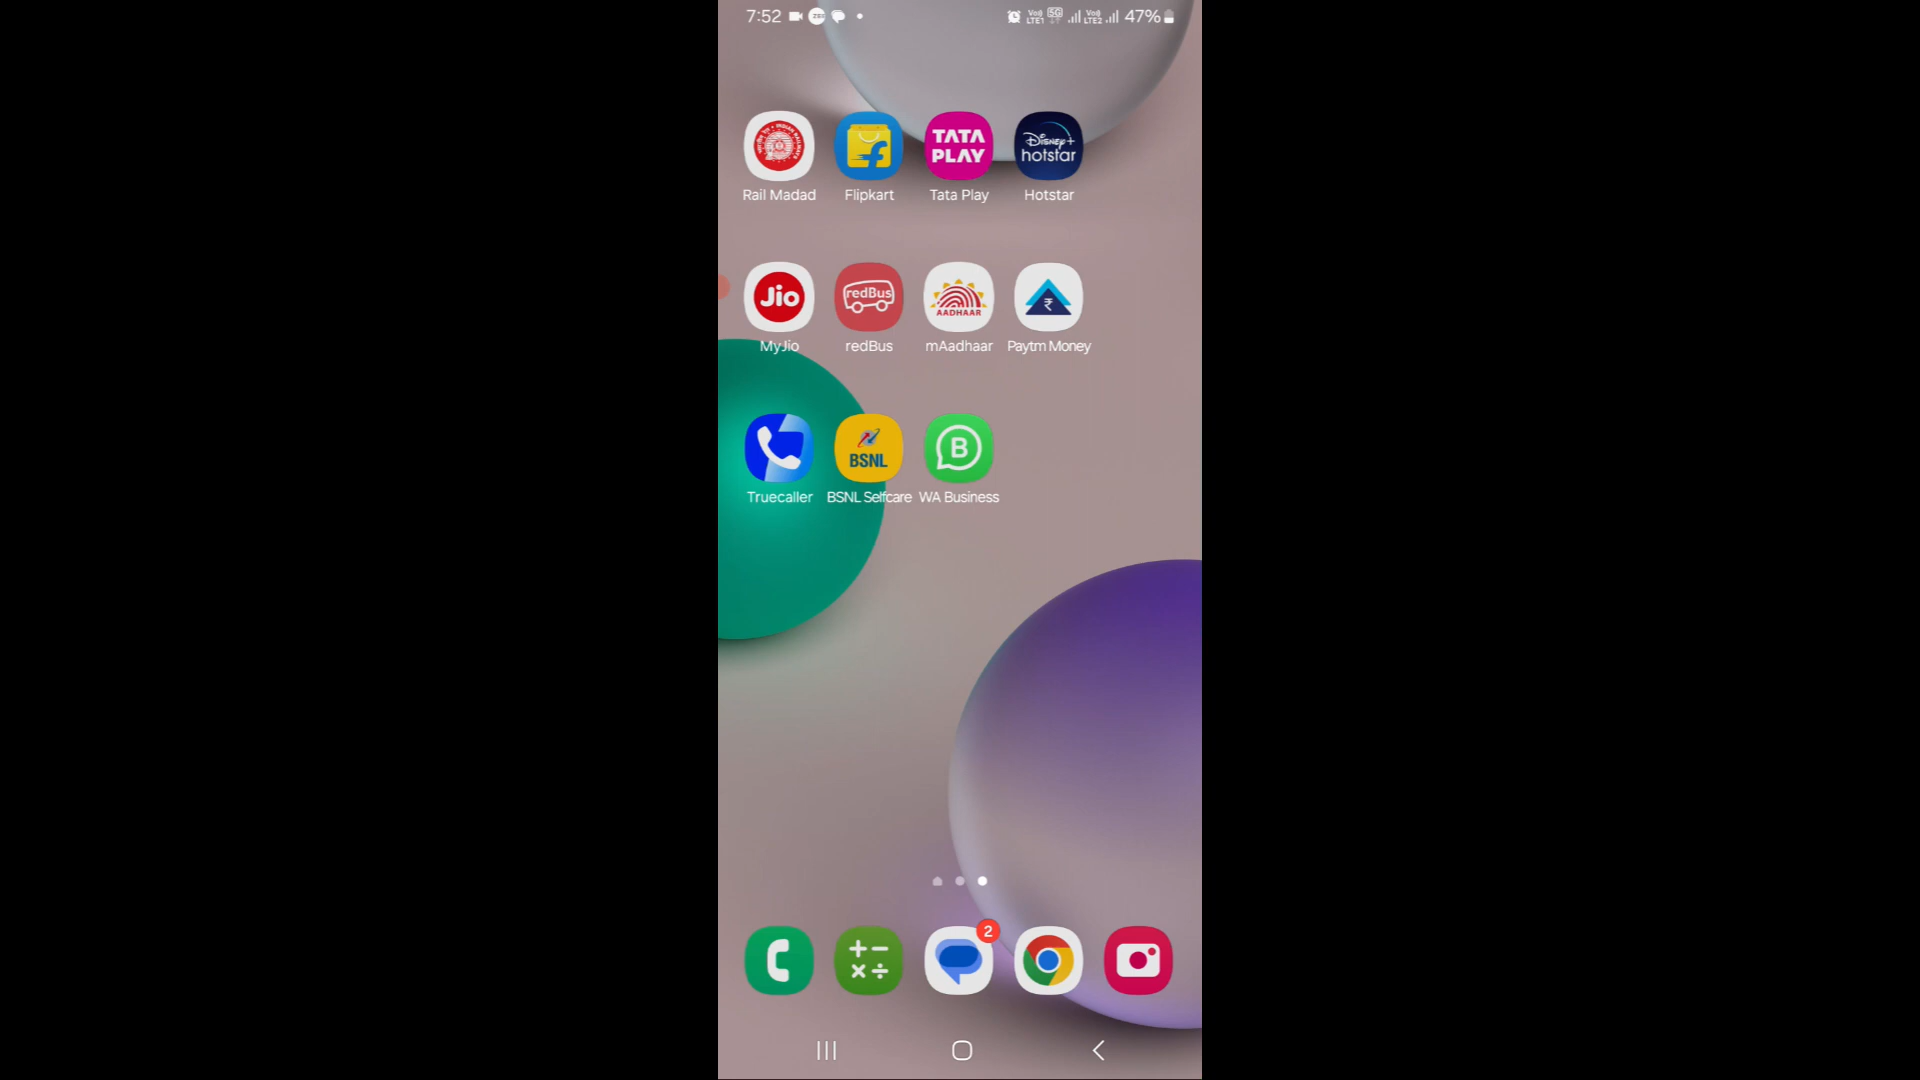 7:52 47%
TATA PLAY
Disney+ hotstar
Rail Madad Flipkart Tata Play Hotstar
Jio redBus AADHAAR ₹
MyJio redBus mAadhaar Paytm Money
BSNL B
Truecaller BSNL Selfcare WA Business
2